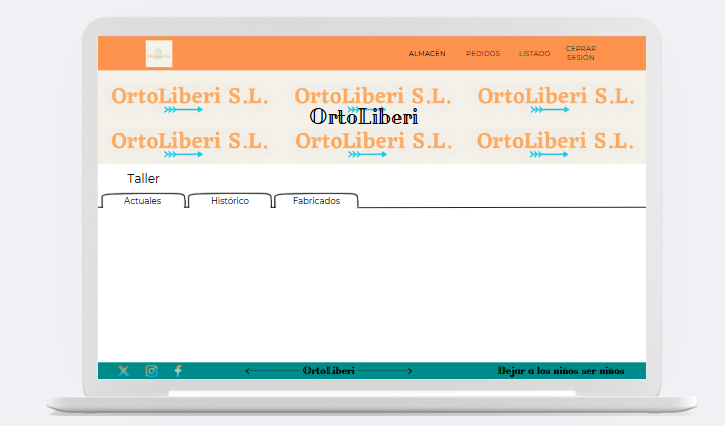 ALMACÉN PEDIDOS LISTADO CERRAR SESIÓN
OrtoLiberi S.L. OrtoLiberi S.L. OrtoLiberi S.L.
OrtoLiberi
OrtoLiberi S.L. OrtoLiberi S.L. OrtoLiberi S.L.
Taller
Actuales Histórico Fabricados
OrtoLiberi Dejar a los niños ser niños